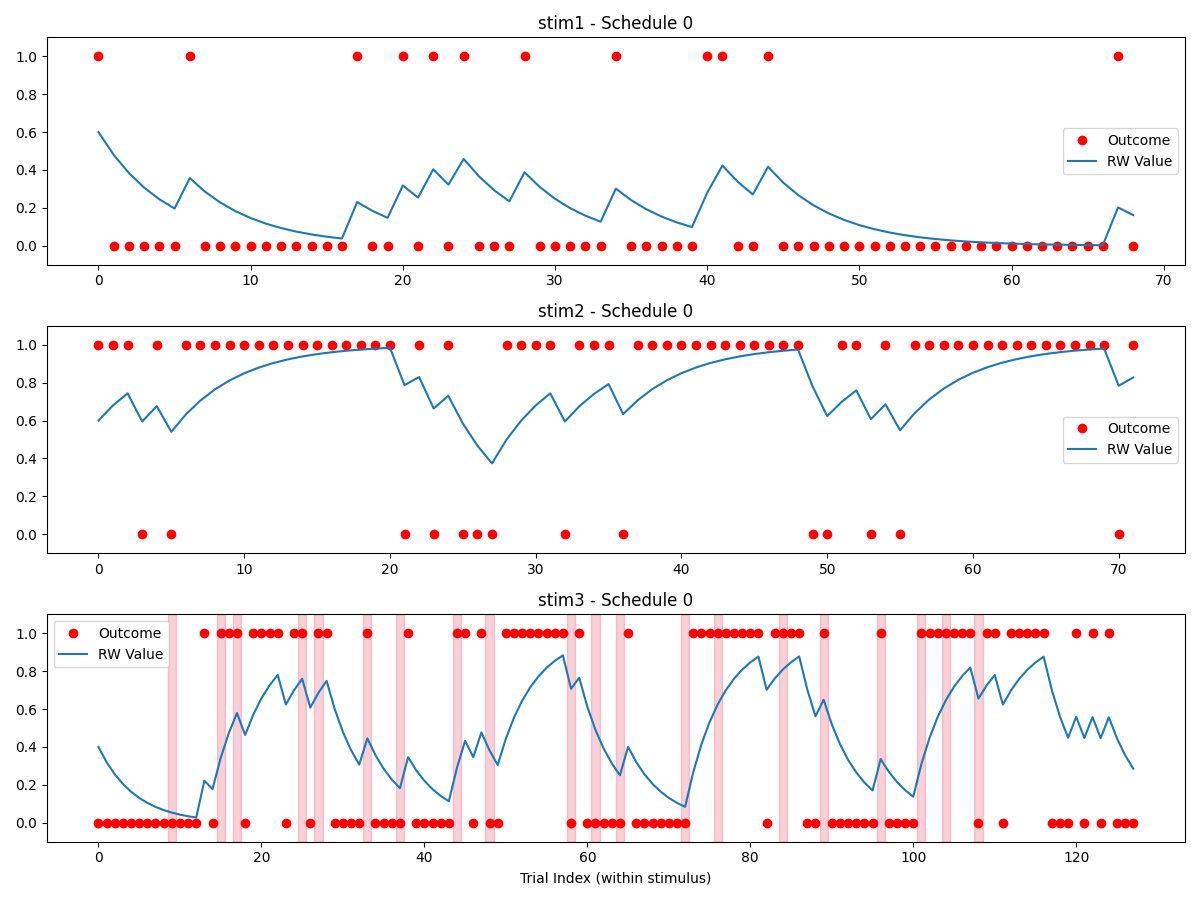 stim1 - Schedule 0
1.0
0.8
0.6
0.4
0.2
0.0
Outcome
RW Value
0 10 20 30 40 50 60 70
stim2 - Schedule 0
1.0
0.8
0.6
0.4
0.2
0.0
Outcome
RW Value
0 10 20 30 40 50 60 70
stim3 - Schedule 0
1.0
0.8
0.6
0.4
0.2
0.0
Outcome
RW Value
0 20 40 60 80 100 120
Trial Index (within stimulus)